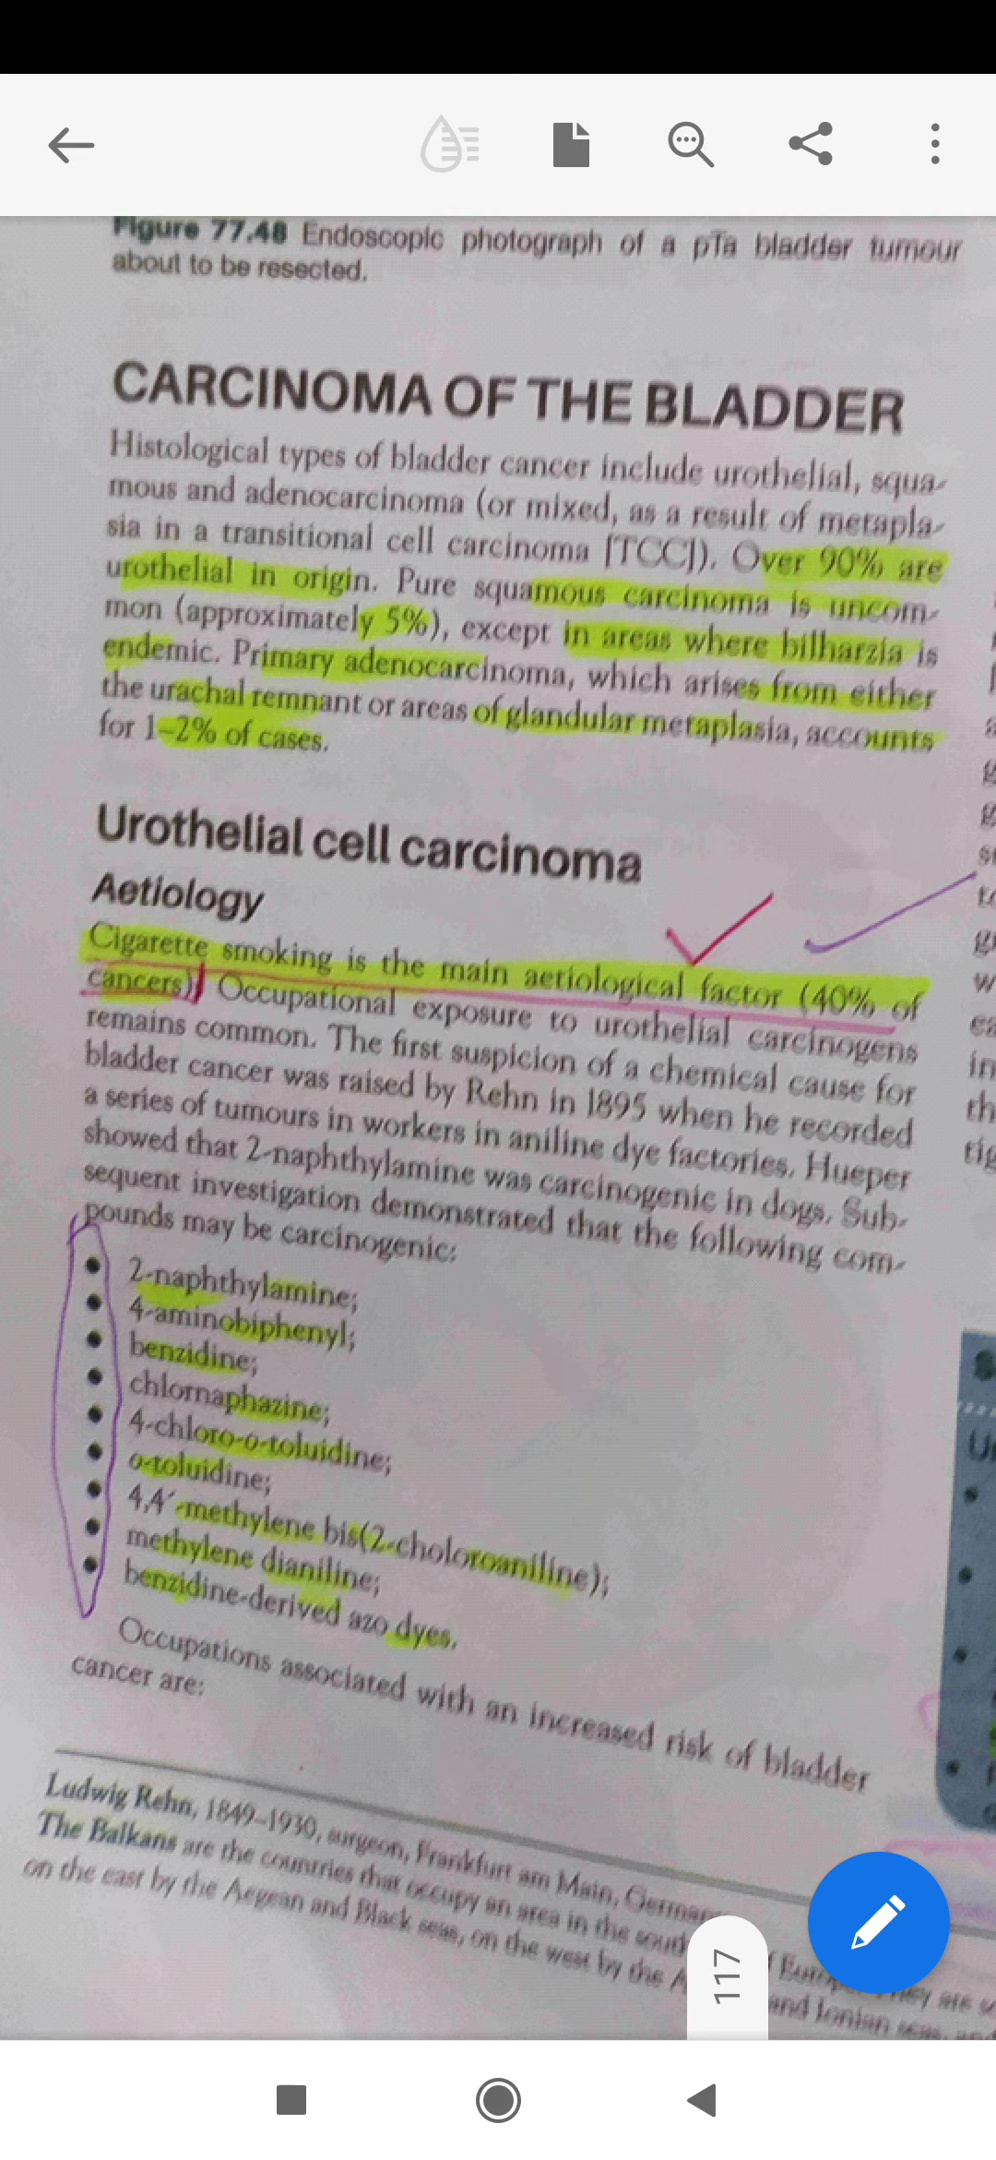 Figure 77.48 Endoscopic photograph of a pTa bladder tumour
about to be resected.
CARCINOMA OF THE BLADDER
Histological types of bladder cancer include urothelial, squa-
mous and adenocarcinoma (or mixed, as a result of metapla-
sia in a transitional cell carcinoma [TCC]). Over 90% are
urothelial in origin. Pure squamous carcinoma is uncom-
mon (approximately 5%), except in areas where bilharzia is
endemic. Primary adenocarcinoma, which arises from either
the urachal remnant or areas of glandular metaplasia, accounts
for 1–2% of cases.
Urothelial cell carcinoma
Aetiology
Cigarette smoking is the main aetiological factor (40% of
cancers). Occupational exposure to urothelial carcinogens
remains common. The first suspicion of a chemical cause for
bladder cancer was raised by Rehn in 1895 when he recorded
a series of tumours in workers in aniline dye factories. Hueper
showed that 2-naphthylamine was carcinogenic in dogs. Sub-
sequent investigation demonstrated that the following com-
pounds may be carcinogenic:
• 2-naphthylamine;
• 4-aminobiphenyl;
• benzidine;
• chlornaphazine;
• 4-chloro-o-toluidine;
• o-toluidine;
• 4,4′-methylene bis(2-choloroaniline);
• methylene dianiline;
• benzidine-derived azo dyes.
Occupations associated with an increased risk of bladder
cancer are:
Ludwig Rehn, 1849–1930, surgeon, Frankfurt am Main, Germany
The Balkans are the countries that occupy an area in the of Europe. They are
on the east by the Aegean and Black seas, on the west by the and Ionian seas, and
117